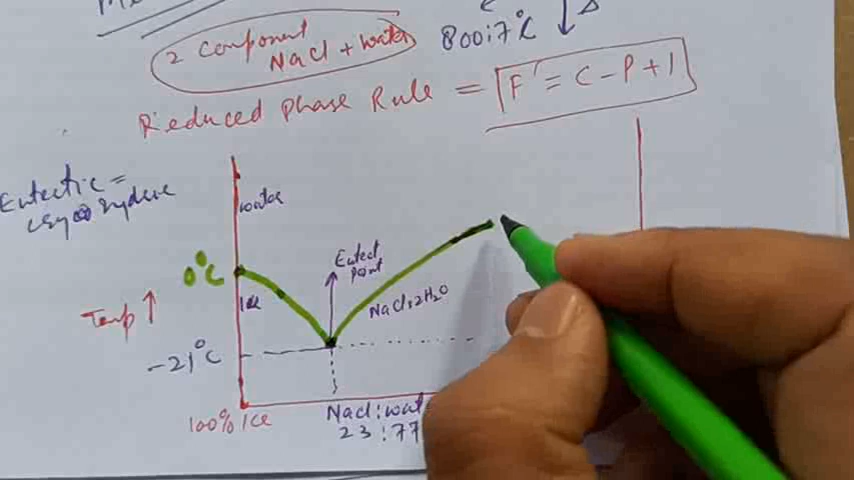 2 component
NaCl + water
800.7°C
Reduced Phase Rule = F' = C - P + 1
Eutectic =
water
Eutect
point
0°C
Ice
NaCl.2H2O
Temp ↑
-21°C
100% Ice
NaCl: wat
23:77